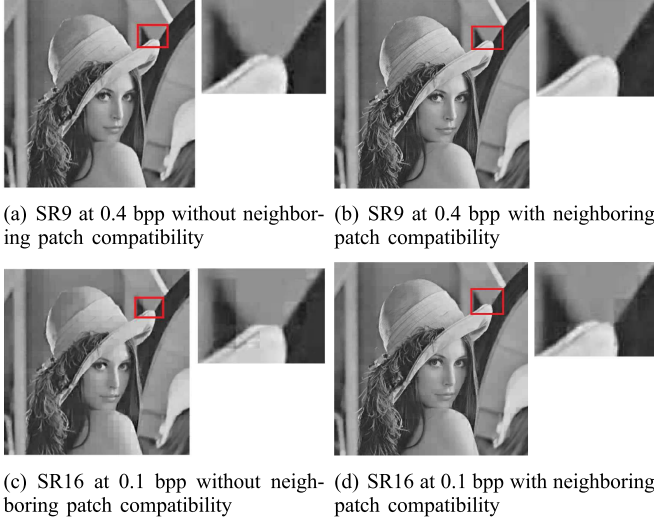 (a) SR9 at 0.4 bpp without neighbor-
ing patch compatibility
(b) SR9 at 0.4 bpp with neighboring
patch compatibility
(c) SR16 at 0.1 bpp without neigh-
boring patch compatibility
(d) SR16 at 0.1 bpp with neighboring
patch compatibility